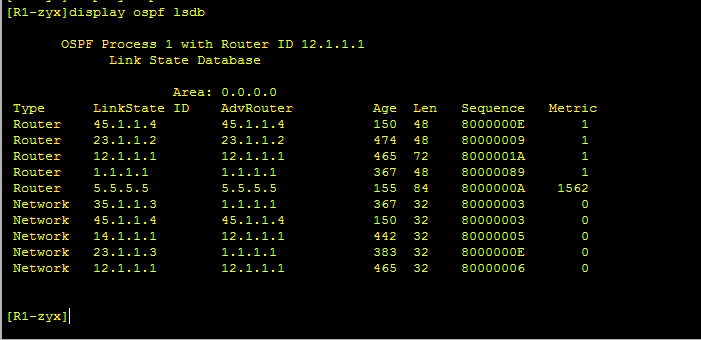 [R1-zyx]display ospf lsdb
OSPF Process 1 with Router ID 12.1.1.1
Link State Database
Area: 0.0.0.0
Type LinkState ID AdvRouter Age Len Sequence Metric
Router 45.1.1.4 45.1.1.4 150 48 8000000E 1
Router 23.1.1.2 23.1.1.2 474 48 80000009 1
Router 12.1.1.1 12.1.1.1 465 72 8000001A 1
Router 1.1.1.1 1.1.1.1 367 48 80000089 1
Router 5.5.5.5 5.5.5.5 155 84 8000000A 1562
Network 35.1.1.3 1.1.1.1 367 32 80000003 0
Network 45.1.1.4 45.1.1.4 150 32 80000003 0
Network 14.1.1.1 12.1.1.1 442 32 80000005 0
Network 23.1.1.3 1.1.1.1 383 32 8000000E 0
Network 12.1.1.1 12.1.1.1 465 32 80000006 0
[R1-zyx]